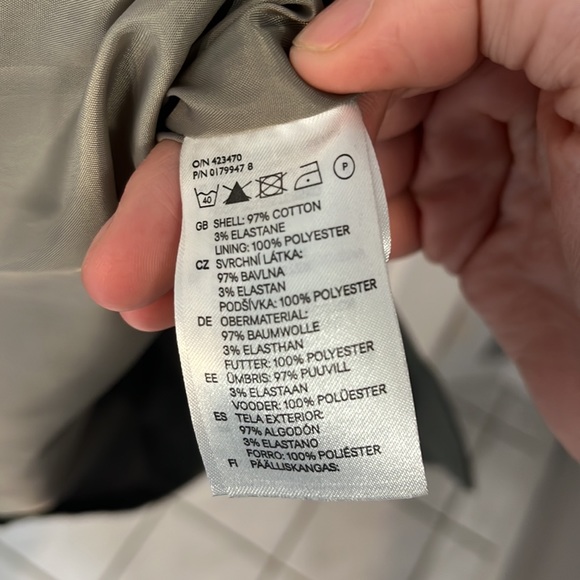 O/N 423470
P/N 0179947 8
40 P
GB SHELL: 97% COTTON
3% ELASTANE
LINING: 100% POLYESTER
CZ SVRCHNÍ LÁTKA:
97% BAVLNA
3% ELASTAN
PODŠÍVKA: 100% POLYESTER
DE OBERMATERIAL:
97% BAUMWOLLE
3% ELASTHAN
FUTTER: 100% POLYESTER
EE ÜMBRIS: 97% PUUVILL
3% ELASTAAN
VOODER: 100% POLÜESTER
ES TELA EXTERIOR:
97% ALGODÓN
3% ELASTANO
FORRO: 100% POLIÉSTER
FI PÄÄLLISKANGAS: